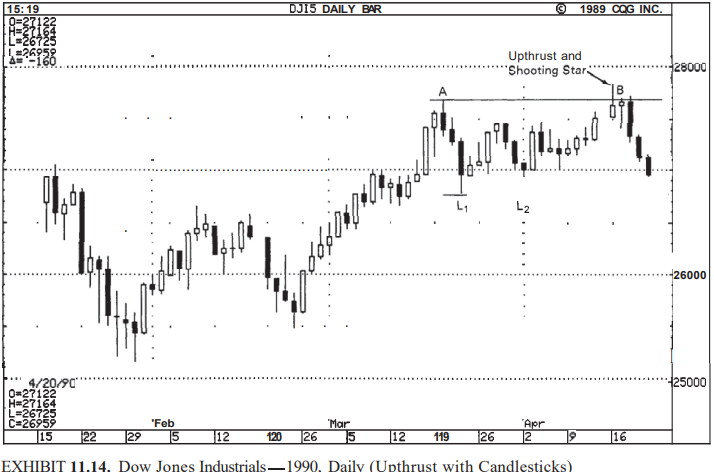 15:19 DJ15 DAILY BAR © 1989 CQG INC.
O=27122
H=27164
L=26725
L=26959
Δ= -160
Upthrust and
Shooting Star
28000
A B
27000
L1 L2
26000
25000
4/20/90
O=27122
H=27164
L=26725
C=26959
'Feb 'Mar 'Apr
15 22 29 5 12 120 26 5 12 119 26 2 9 16
EXHIBIT 11.14. Dow Jones Industrials—1990, Daily (Upthrust with Candlesticks)